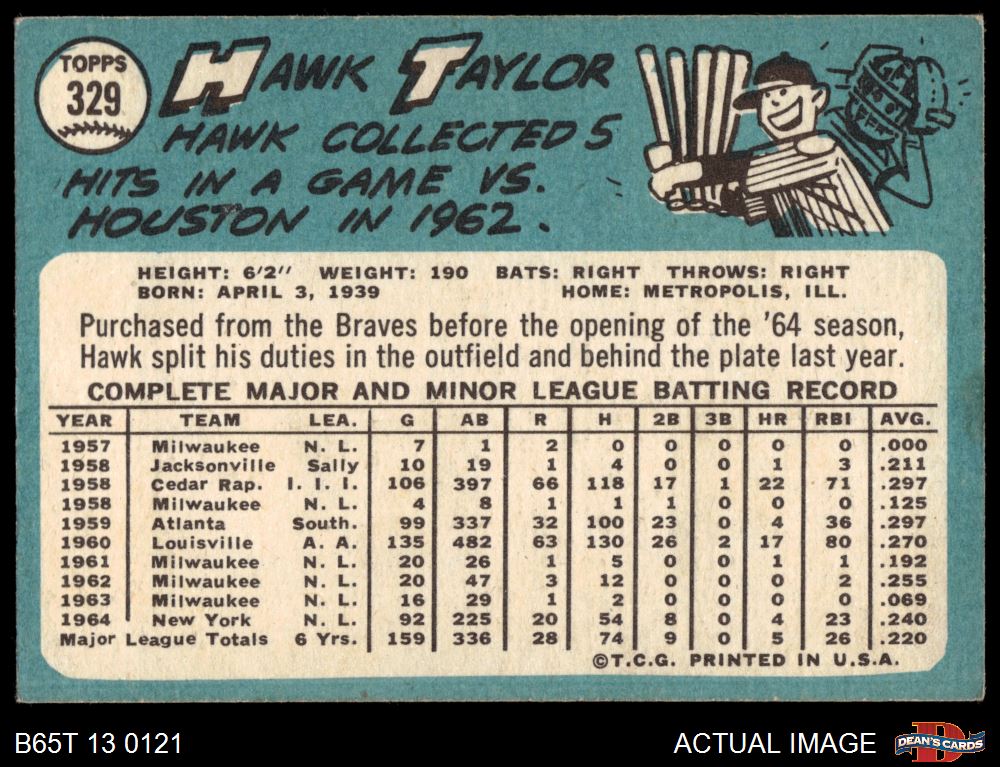 TOPPS
329
HAWK TAYLOR
HAWK COLLECTED 5
HITS IN A GAME VS.
HOUSTON IN 1962.
HEIGHT: 6'2" WEIGHT: 190 BATS: RIGHT THROWS: RIGHT
BORN: APRIL 3, 1939 HOME: METROPOLIS, ILL.
Purchased from the Braves before the opening of the '64 season,
Hawk split his duties in the outfield and behind the plate last year.
COMPLETE MAJOR AND MINOR LEAGUE BATTING RECORD
YEAR TEAM LEA. G AB R H 2B 3B HR RBI AVG.
1957 Milwaukee N. L. 7 1 2 0 0 0 0 0 .000
1958 Jacksonville Sally 10 19 1 4 0 0 1 3 .211
1958 Cedar Rap. I. I. I. 106 397 66 118 17 1 22 71 .297
1958 Milwaukee N. L. 4 8 1 1 1 0 0 0 .125
1959 Atlanta South. 99 337 32 100 23 0 4 36 .297
1960 Louisville A. A. 135 482 63 130 26 2 17 80 .270
1961 Milwaukee N. L. 20 26 1 5 0 0 1 1 .192
1962 Milwaukee N. L. 20 47 3 12 0 0 0 2 .255
1963 Milwaukee N. L. 16 29 1 2 0 0 0 0 .069
1964 New York N. L. 92 225 20 54 8 0 4 23 .240
Major League Totals 6 Yrs. 159 336 28 74 9 0 5 26 .220
©T.C.G. PRINTED IN U.S.A.
B65T 13 0121
ACTUAL IMAGE
DEAN'S CARDS